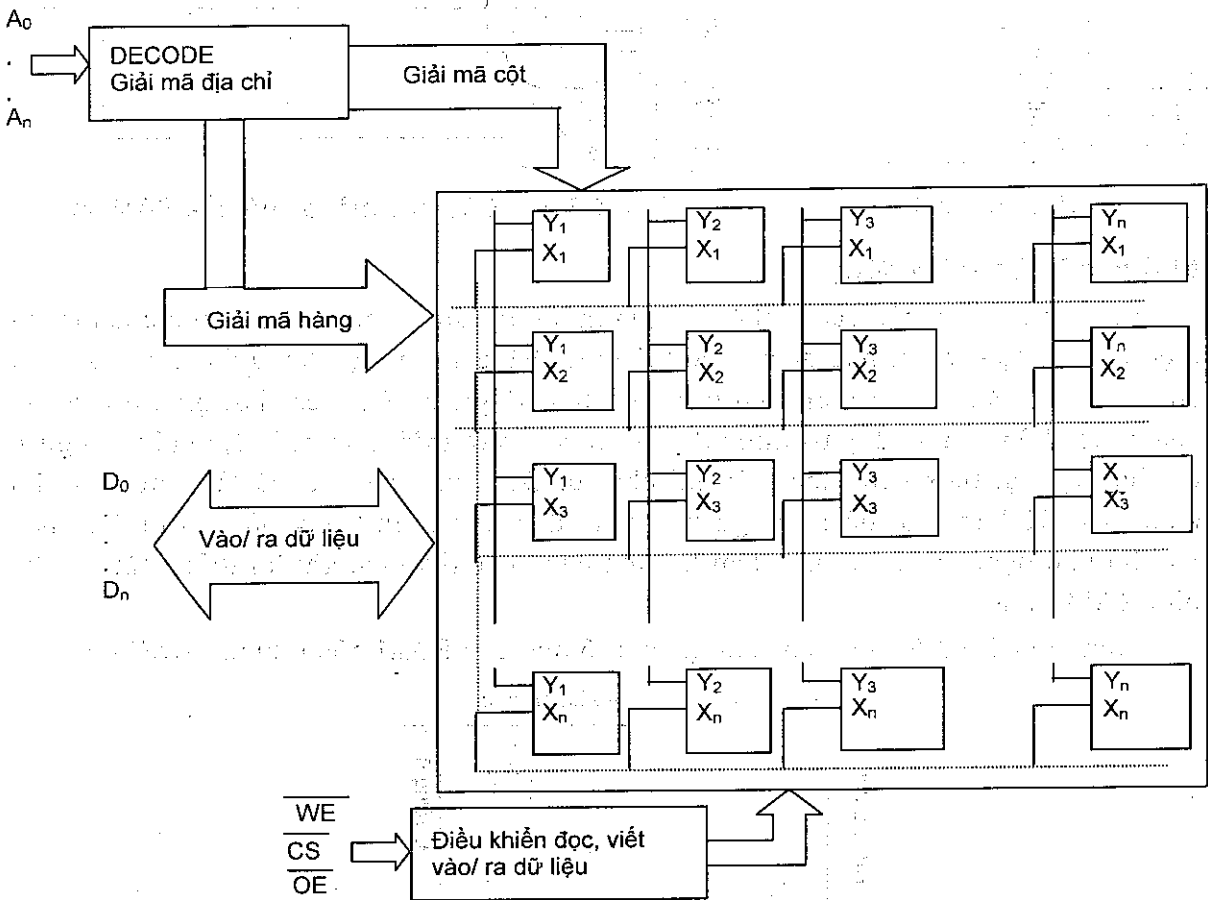 A₀
.
.
Aₙ
DECODE
Giải mã địa chỉ
Giải mã cột
Giải mã hàng
Y₁
X₁
Y₂
X₁
Y₃
X₁
Yₙ
X₁
Y₁
X₂
Y₂
X₂
Y₃
X₂
Yₙ
X₂
Y₁
X₃
Y₂
X₃
Y₃
X₃
X
X₃
D₀
.
.
Dₙ
Vào/ ra dữ liệu
Y₁
Xₙ
Y₂
Xₙ
Y₃
Xₙ
Yₙ
Xₙ
W̅E̅
C̅S̅
O̅E̅
Điều khiển đọc, viết
vào/ ra dữ liệu